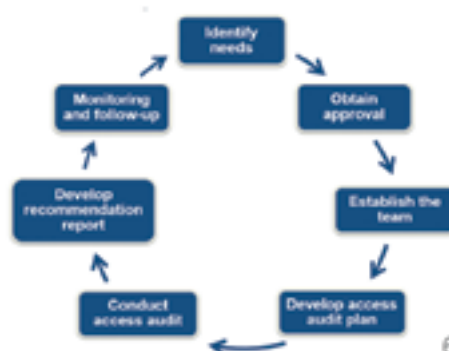 Identify
needs
Obtain
approval
Establish the
team
Develop access
audit plan
Conduct
access audit
Develop
recommendation
report
Monitoring
and follow-up